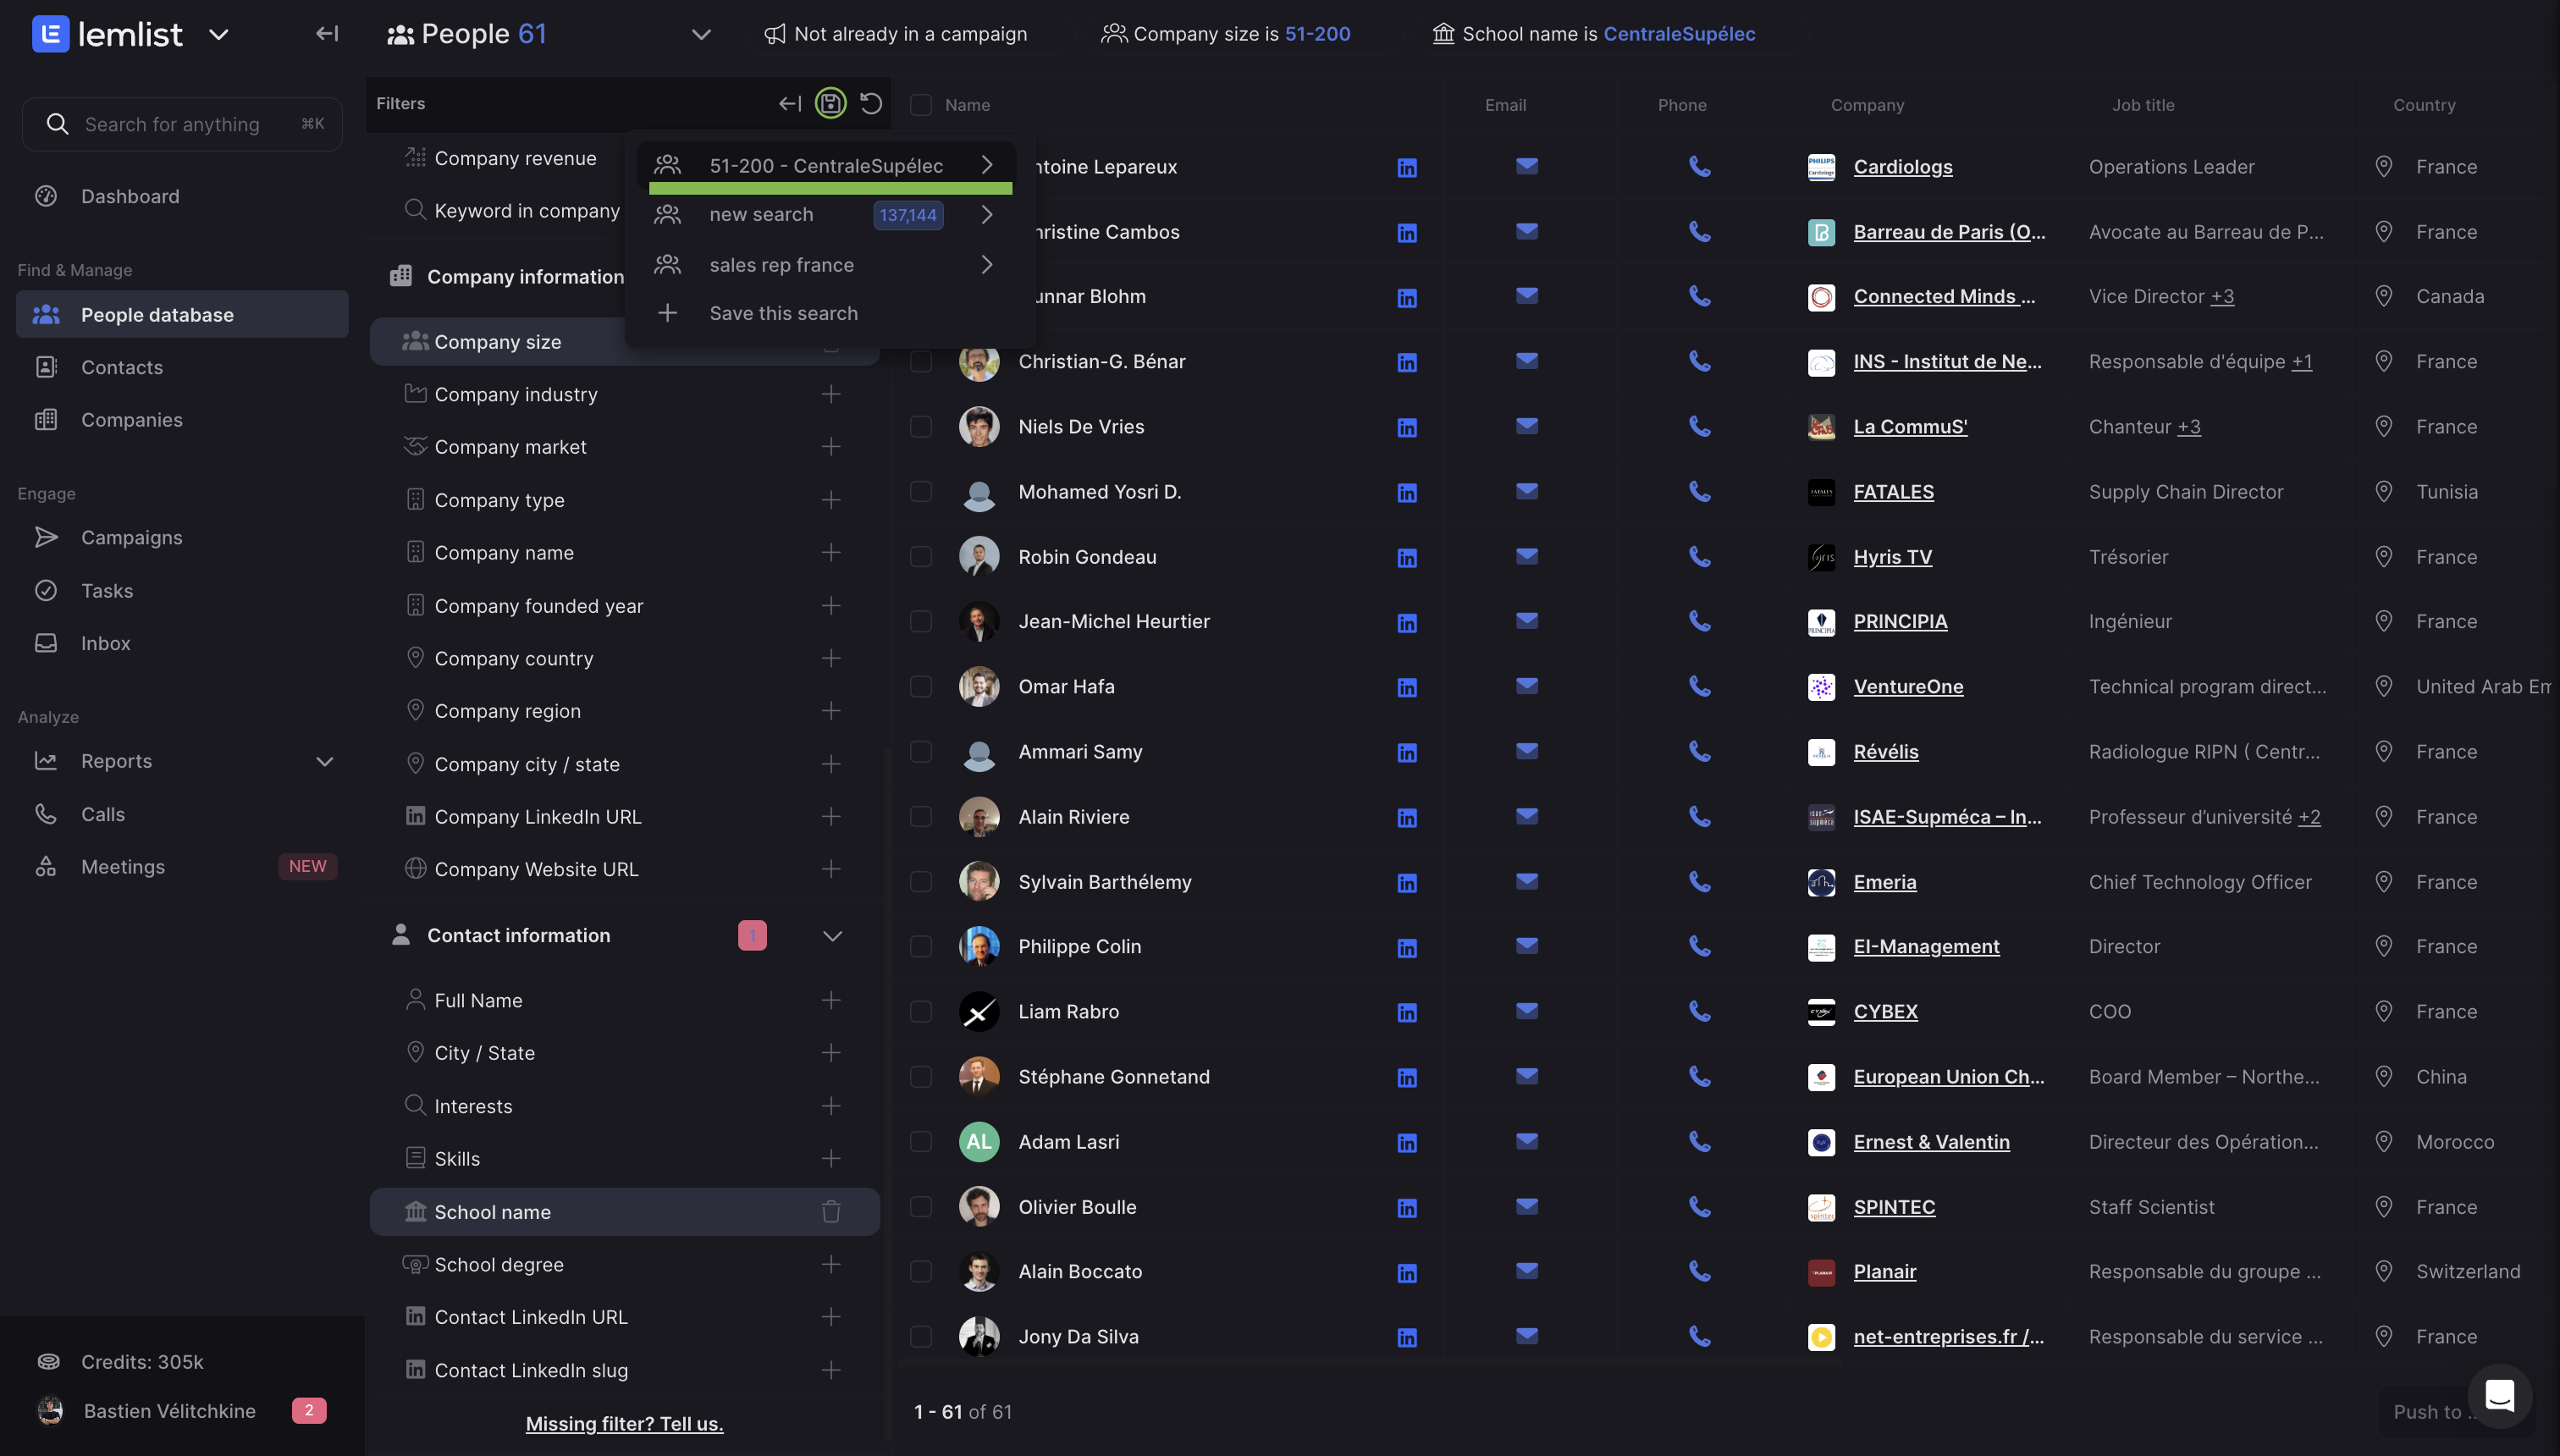 lemlist
Search for anything ⌘K
Dashboard
Find & Manage
People database
Contacts
Companies
Engage
Campaigns
Tasks
Inbox
Analyze
Reports
Calls
Meetings NEW
Credits: 305k
Bastien Vélitchkine 2
People 61
Not already in a campaign
Company size is 51-200
School name is CentraleSupélec
Filters
Company revenue
Keyword in company
Company information
Company size
Company industry
Company market
Company type
Company name
Company founded year
Company country
Company region
Company city / state
Company LinkedIn URL
Company Website URL
Contact information 1
Full Name
City / State
Interests
Skills
School name
School degree
Contact LinkedIn URL
Contact LinkedIn slug
Missing filter? Tell us.
51-200 - CentraleSupélec
new search 137,144
sales rep france
Save this search
Name Email Phone Company Job title Country
ntoine Lepareux Cardiologs Operations Leader France
hristine Cambos Barreau de Paris (O... Avocate au Barreau de P... France
unnar Blohm Connected Minds ... Vice Director +3 Canada
Christian-G. Bénar INS - Institut de Ne... Responsable d'équipe +1 France
Niels De Vries La CommuS' Chanteur +3 France
Mohamed Yosri D. FATALES Supply Chain Director Tunisia
Robin Gondeau Hyris TV Trésorier France
Jean-Michel Heurtier PRINCIPIA Ingénieur France
Omar Hafa VentureOne Technical program direct... United Arab Em
Ammari Samy Révélis Radiologue RIPN ( Centr... France
Alain Riviere ISAE-Supméca – In... Professeur d’université +2 France
Sylvain Barthélemy Emeria Chief Technology Officer France
Philippe Colin EI-Management Director France
Liam Rabro CYBEX COO France
Stéphane Gonnetand European Union Ch... Board Member – Northe... China
AL Adam Lasri Ernest & Valentin Directeur des Opération... Morocco
Olivier Boulle SPINTEC Staff Scientist France
Alain Boccato Planair Responsable du groupe ... Switzerland
Jony Da Silva net-entreprises.fr /... Responsable du service ... France
1 - 61 of 61
Push to ..